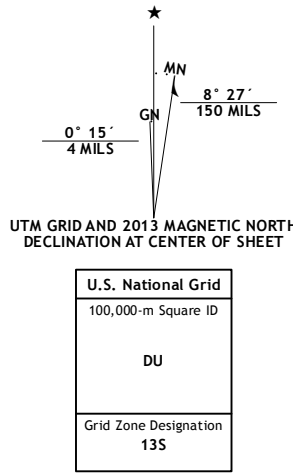 ★
MN
GN
8° 27´
150 MILS
0° 15´
4 MILS
UTM GRID AND 2013 MAGNETIC NORTH
DECLINATION AT CENTER OF SHEET
U.S. National Grid
100,000-m Square ID
DU
Grid Zone Designation
13S